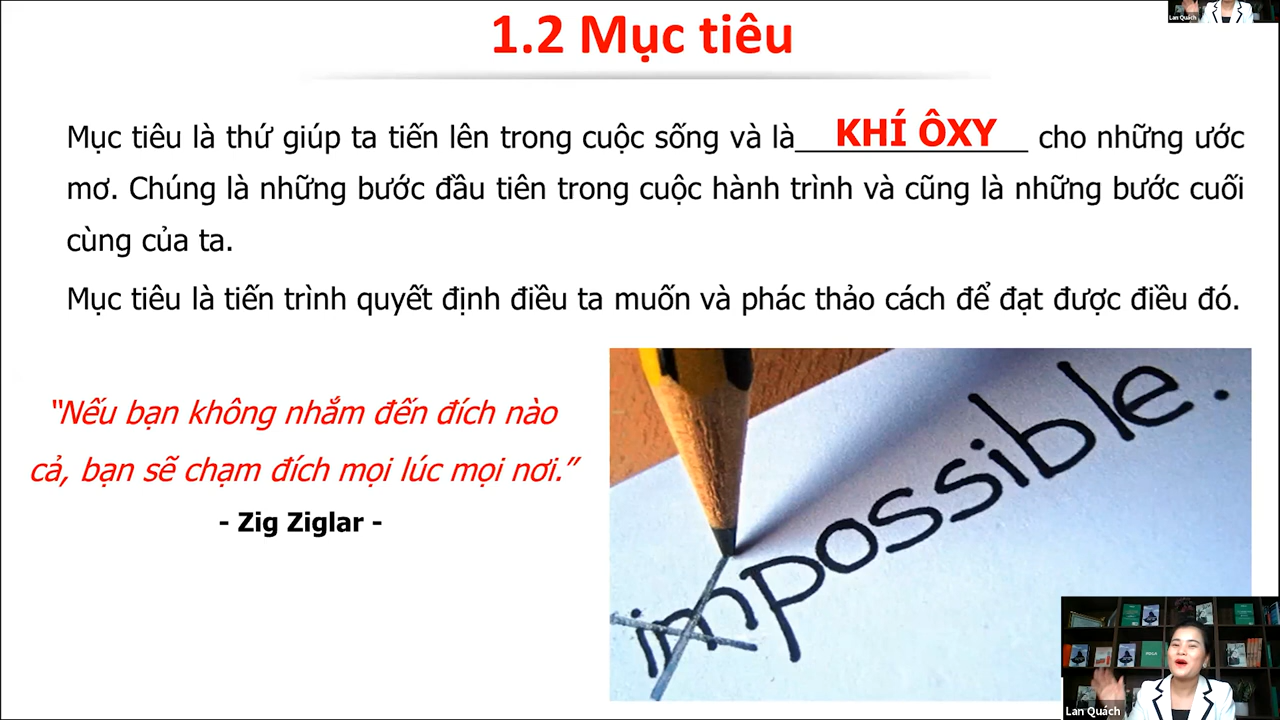 1.2 Mục tiêu
Mục tiêu là thứ giúp ta tiến lên trong cuộc sống và là KHÍ ÔXY cho những ước
mơ. Chúng là những bước đầu tiên trong cuộc hành trình và cũng là những bước cuối
cùng của ta.
Mục tiêu là tiến trình quyết định điều ta muốn và phác thảo cách để đạt được điều đó.
“Nếu bạn không nhắm đến đích nào
cả, bạn sẽ chạm đích mọi lúc mọi nơi.”
- Zig Ziglar -
impossible.
Lan Quách
Lan Quách